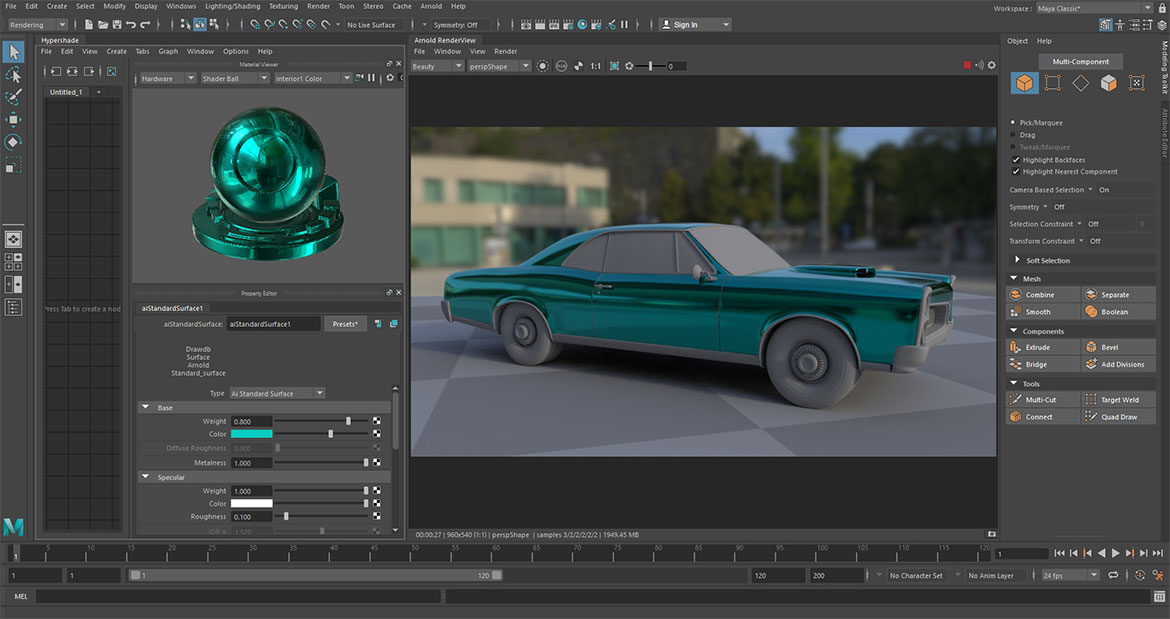 File Edit Create Select Modify Display Windows Lighting/Shading Texturing Render Toon Stereo Cache Arnold Help
Workspace : Maya Classic*
Rendering No Live Surface Symmetry: Off Sign In
Hypershade
File Edit View Create Tabs Graph Window Options Help
Material Viewer
Hardware Shader Ball Interior1 Color
Untitled_1 +
Press Tab to create a nod
Property Editor
aiStandardSurface1
aiStandardSurface: aiStandardSurface1 Presets*
Drawdb
Surface
Arnold
Standard_surface
Type Ai Standard Surface
Base
Weight 0.800
Color
Diffuse Roughness 0.000
Metalness 1.000
Specular
Weight 1.000
Color
Roughness 0.100
Arnold RenderView
File Window View Render
Beauty perspShape 1:1 0
00:00:27 | 960x540 (1:1) | perspShape | samples 3/2/2/2/2/2 | 1949.45 MB
Object Help
Multi-Component
Pick/Marquee
Drag
Tweak/Marquee
Highlight Backfaces
Highlight Nearest Component
Camera Based Selection On
Symmetry Off
Selection Constraint Off
Transform Constraint Off
Soft Selection
Mesh
Combine Separate
Smooth Boolean
Components
Extrude Bevel
Bridge Add Divisions
Tools
Multi-Cut Target Weld
Connect Quad Draw
Modeling Toolkit
Attribute Editor
M
1 5 10 15 20 25 30 35 40 45 50 55 60 65 70 75 80 85 90 95 100 105 110 115 120 1
1 1 1 120 120 200 No Character Set No Anim Layer 24 fps
MEL